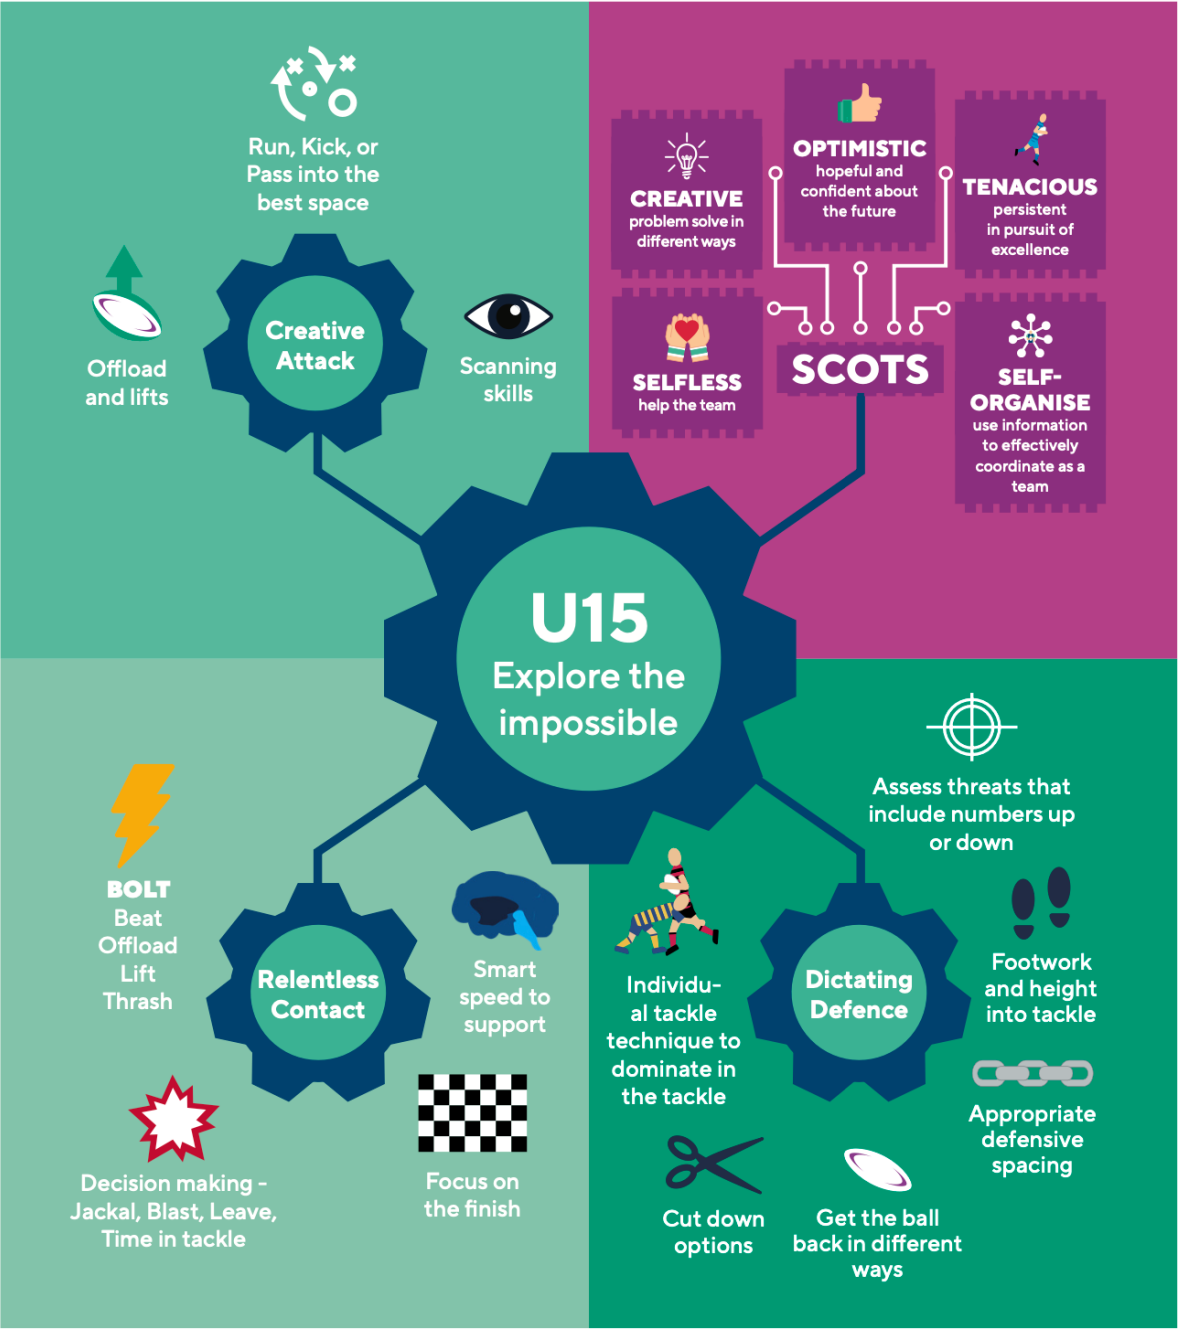 Run, Kick, or
Pass into the
best space
Offload
and lifts
Creative
Attack
Scanning
skills
CREATIVE
problem solve in
different ways
OPTIMISTIC
hopeful and
confident about
the future
TENACIOUS
persistent
in pursuit of
excellence
SELFLESS
help the team
SCOTS
SELF-
ORGANISE
use information
to effectively
coordinate as a
team
U15
Explore the
impossible
BOLT
Beat
Offload
Lift
Thrash
Relentless
Contact
Smart
speed to
support
Decision making -
Jackal, Blast, Leave,
Time in tackle
Focus on
the finish
Assess threats that
include numbers up
or down
Individu-
al tackle
technique to
dominate in
the tackle
Dictating
Defence
Footwork
and height
into tackle
Appropriate
defensive
spacing
Cut down
options
Get the ball
back in different
ways